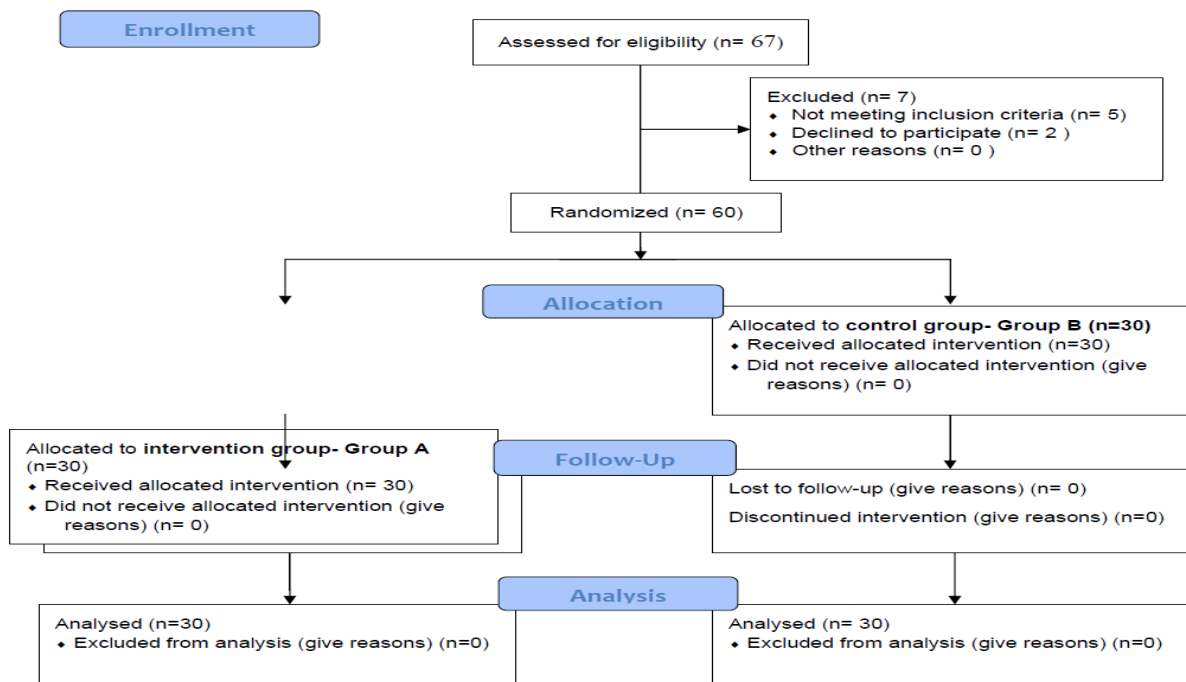 Enrollment
Assessed for eligibility (n= 67)
Excluded (n= 7)
⬥ Not meeting inclusion criteria (n= 5)
⬥ Declined to participate (n= 2 )
⬥ Other reasons (n= 0 )
Randomized (n= 60)
Allocation
Allocated to control group- Group B (n=30)
⬥ Received allocated intervention (n=30)
⬥ Did not receive allocated intervention (give
reasons) (n= 0)
Allocated to intervention group- Group A
(n=30)
⬥ Received allocated intervention (n= 30)
⬥ Did not receive allocated intervention (give
reasons) (n= 0)
Follow-Up
Lost to follow-up (give reasons) (n= 0)
Discontinued intervention (give reasons) (n=0)
Analysis
Analysed (n=30)
⬥ Excluded from analysis (give reasons) (n=0)
Analysed (n= 30)
⬥ Excluded from analysis (give reasons) (n=0)